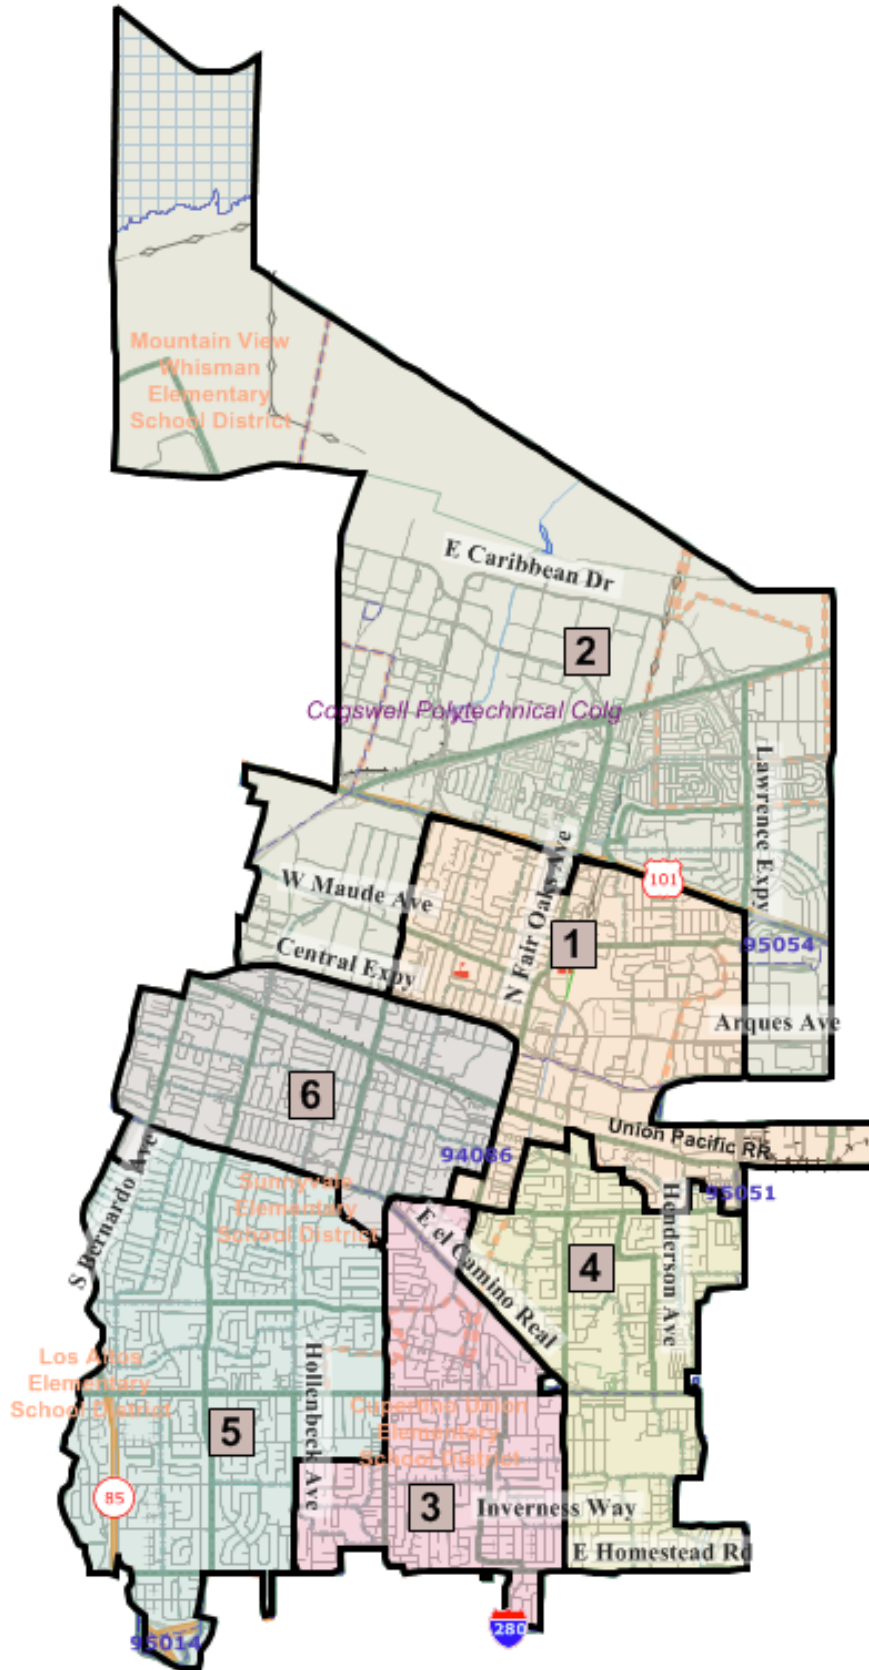 Mountain View
Whisman
Elementary
School District
E Caribbean Dr
2
Cogswell Polytechnical Colg
Lawrence Expy
W Maude Ave
N Fair Oaks Ave
101
1
95054
Central Expy
Arques Ave
6
Union Pacific RR
94086
95051
S Bernardo Ave
Sunnyvale
Elementary
School District
E el Camino Real
Henderson Ave
4
Los Altos
Elementary
School District
Hollenbeck Ave
Cupertino Union
Elementary
School District
5
85
3
Inverness Way
E Homestead Rd
280
95014